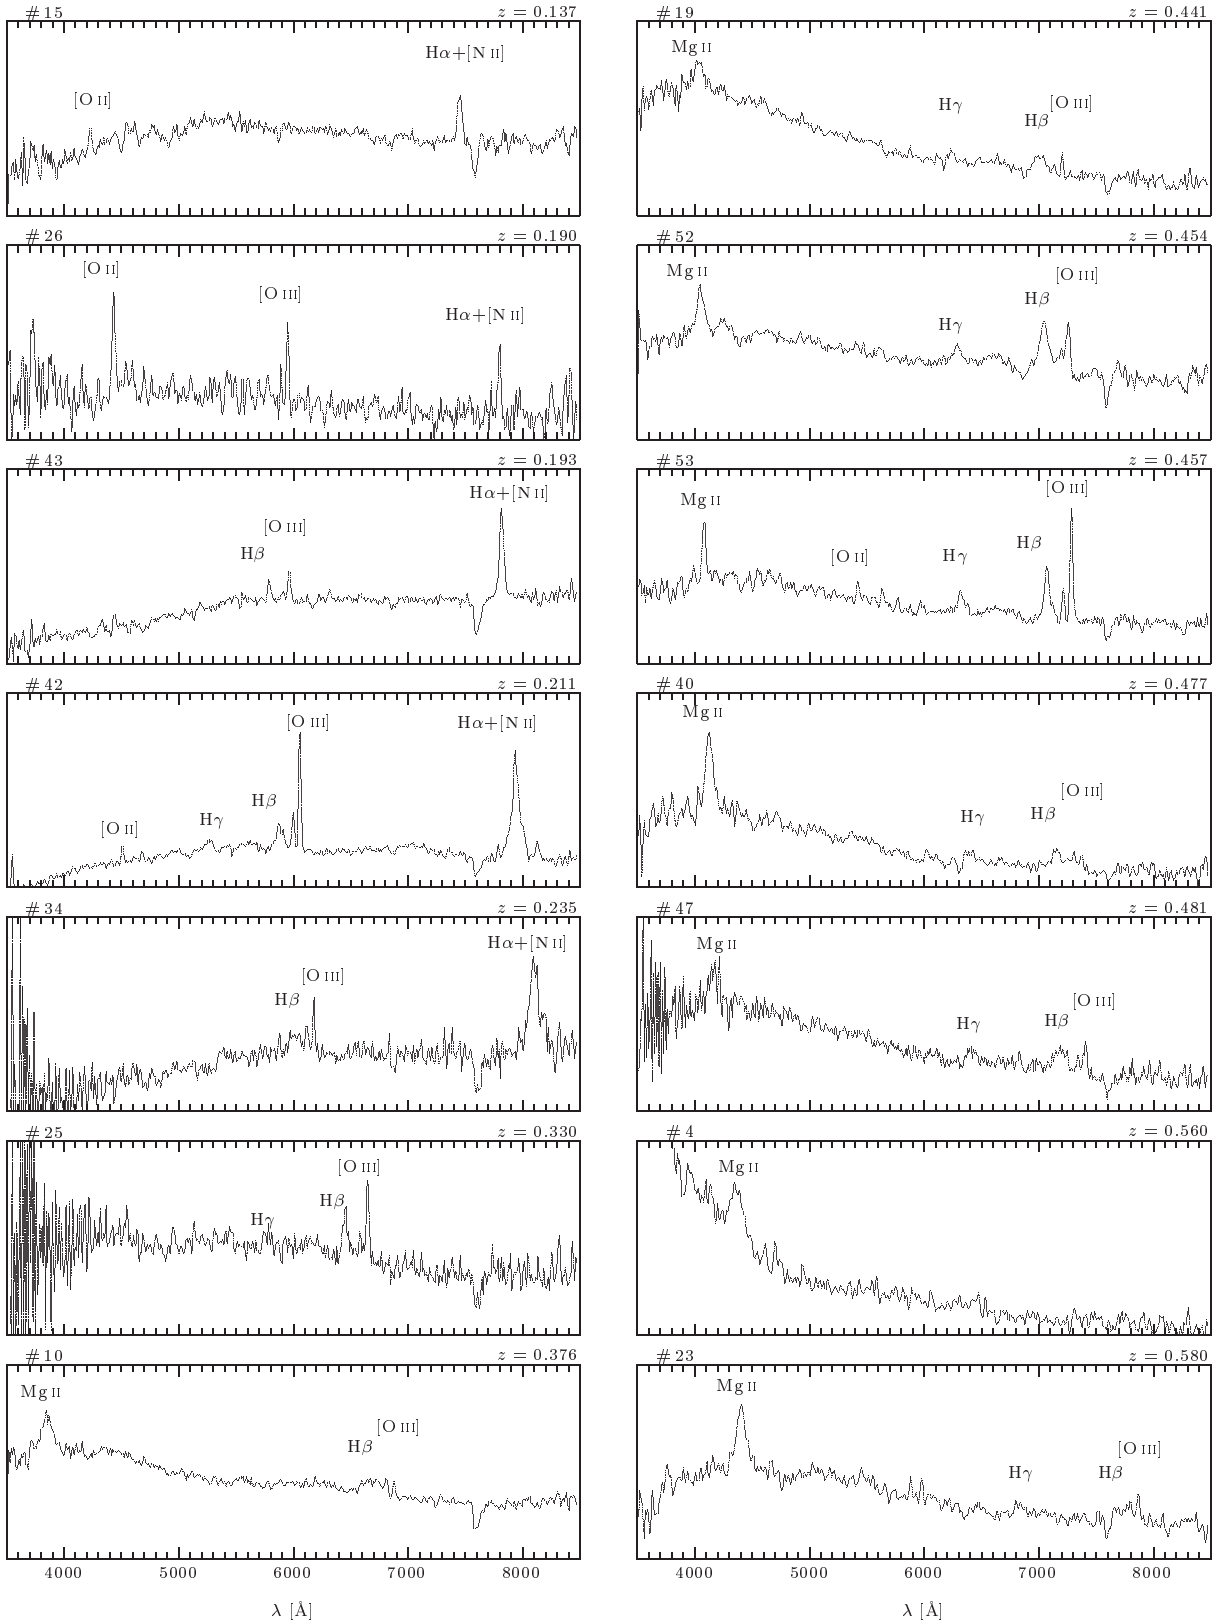 #15 z = 0.137
[O II]
Hα+[N II]
#26 z = 0.190
[O II]
[O III]
Hα+[N II]
#43 z = 0.193
Hβ
[O III]
Hα+[N II]
#42 z = 0.211
[O II]
Hγ
Hβ
[O III]
Hα+[N II]
#34 z = 0.235
Hβ
[O III]
Hα+[N II]
#25 z = 0.330
Hγ
Hβ
[O III]
#10 z = 0.376
Mg II
Hβ
[O III]
4000 5000 6000 7000 8000
λ [Å]
#19 z = 0.441
Mg II
Hγ
Hβ
[O III]
#52 z = 0.454
Mg II
Hγ
Hβ
[O III]
#53 z = 0.457
Mg II
[O II]
Hγ
Hβ
[O III]
#40 z = 0.477
Mg II
Hγ
Hβ
[O III]
#47 z = 0.481
Mg II
Hγ
Hβ
[O III]
#4 z = 0.560
Mg II
#23 z = 0.580
Mg II
Hγ
Hβ
[O III]
4000 5000 6000 7000 8000
λ [Å]